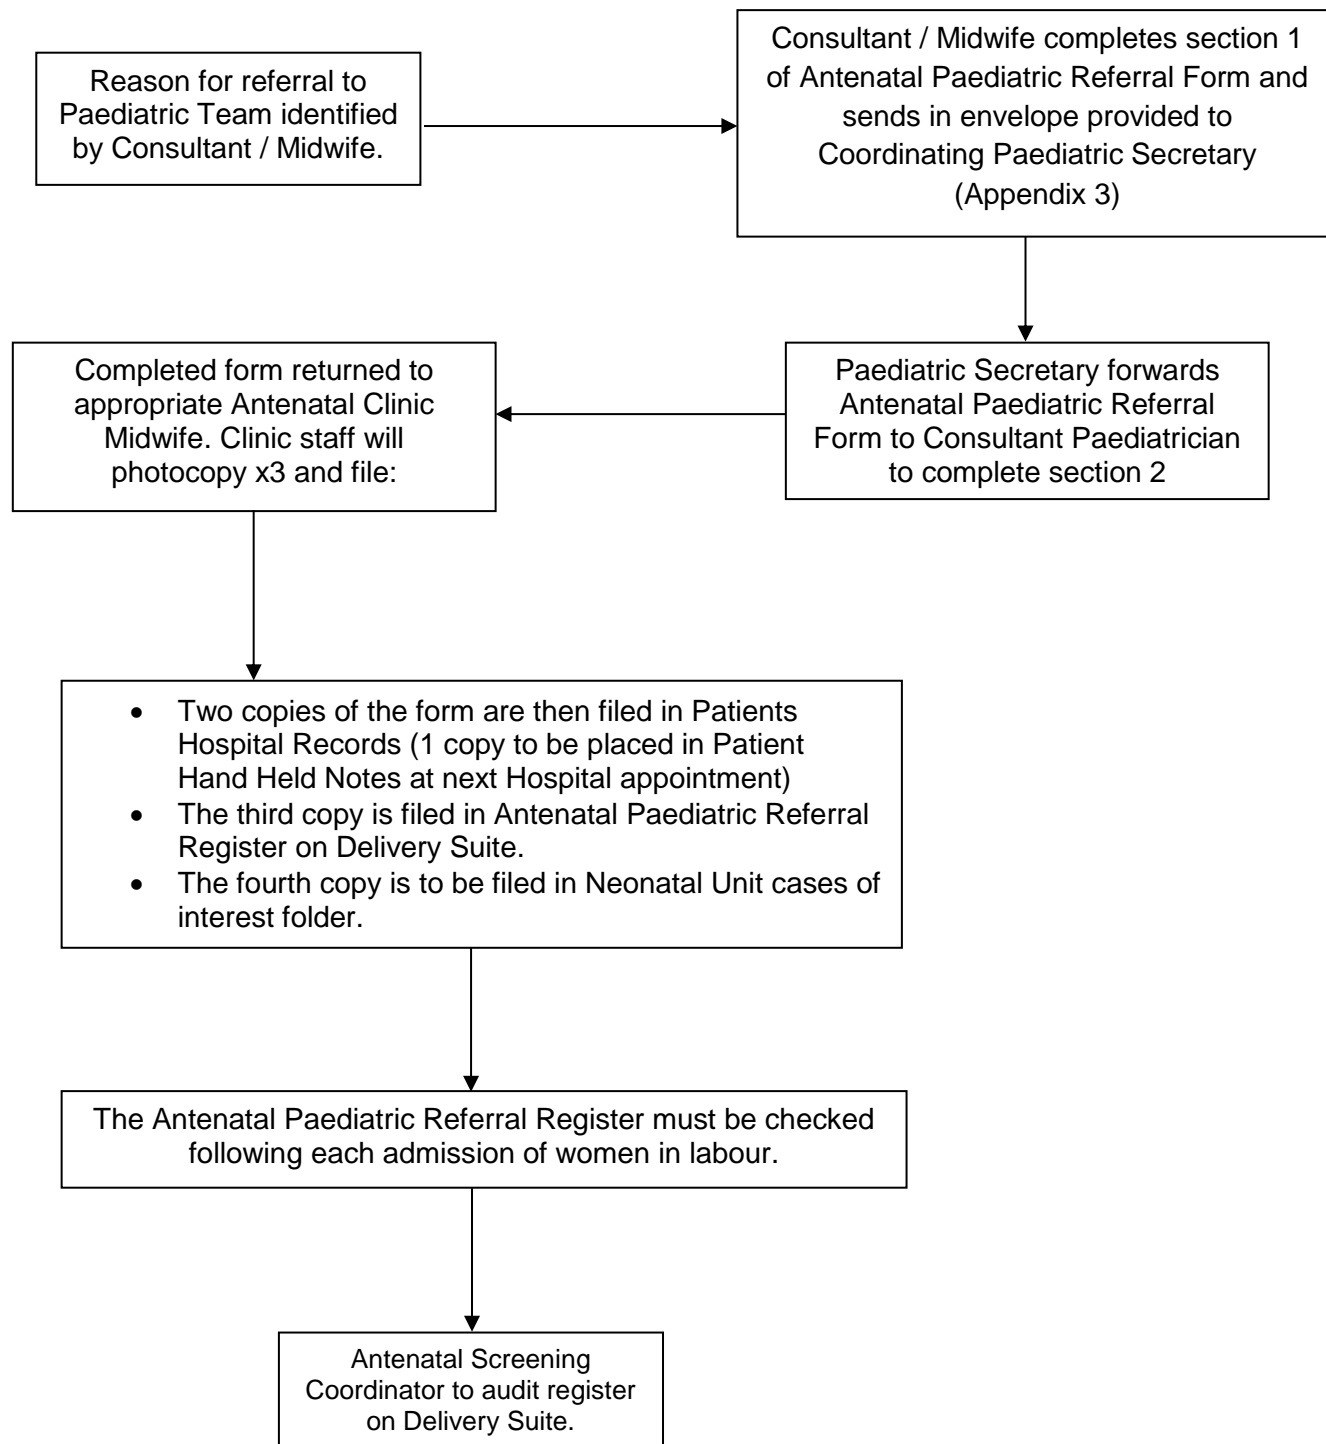 Reason for referral to
Paediatric Team identified
by Consultant / Midwife.
Consultant / Midwife completes section 1
of Antenatal Paediatric Referral Form and
sends in envelope provided to
Coordinating Paediatric Secretary
(Appendix 3)
Paediatric Secretary forwards
Antenatal Paediatric Referral
Form to Consultant Paediatrician
to complete section 2
Completed form returned to
appropriate Antenatal Clinic
Midwife. Clinic staff will
photocopy x3 and file:
• Two copies of the form are then filed in Patients
Hospital Records (1 copy to be placed in Patient
Hand Held Notes at next Hospital appointment)
• The third copy is filed in Antenatal Paediatric Referral
Register on Delivery Suite.
• The fourth copy is to be filed in Neonatal Unit cases of
interest folder.
The Antenatal Paediatric Referral Register must be checked
following each admission of women in labour.
Antenatal Screening
Coordinator to audit register
on Delivery Suite.